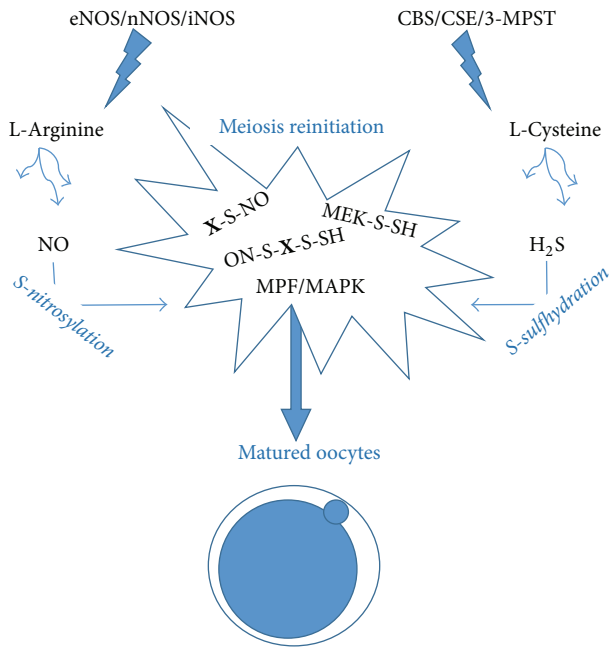 eNOS/nNOS/iNOS
CBS/CSE/3-MPST
L-Arginine
Meiosis reinitiation
L-Cysteine
X-S-NO
MEK-S-SH
ON-S-X-S-SH
NO
H₂S
MPF/MAPK
S-nitrosylation
S-sulfhydration
Matured oocytes